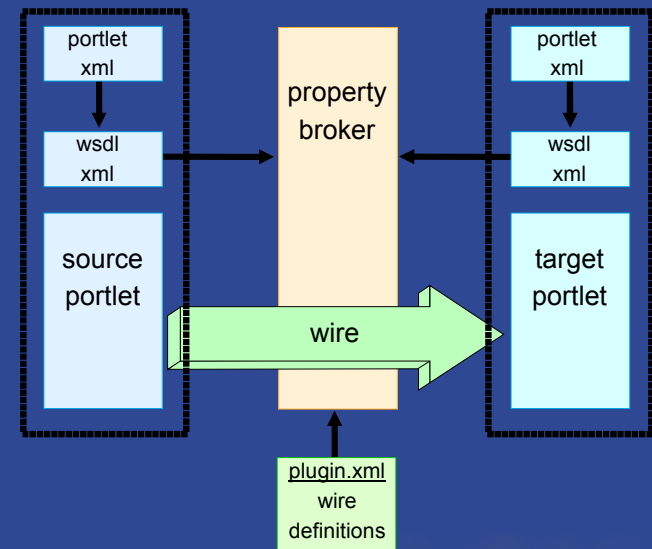 portlet
xml
wsdl
xml
source
portlet
property
broker
wire
plugin.xml
wire
definitions
portlet
xml
wsdl
xml
target
portlet